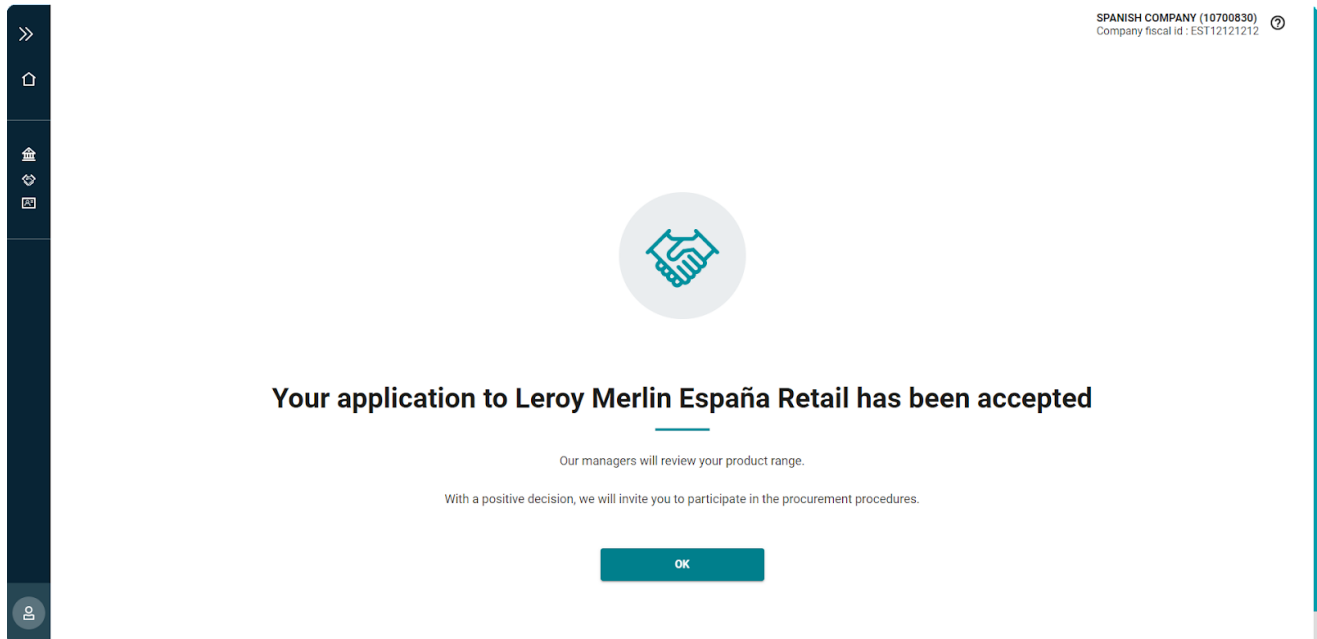 SPANISH COMPANY (10700830)
Company fiscal id : EST12121212
Your application to Leroy Merlin España Retail has been accepted
Our managers will review your product range.
With a positive decision, we will invite you to participate in the procurement procedures.
OK